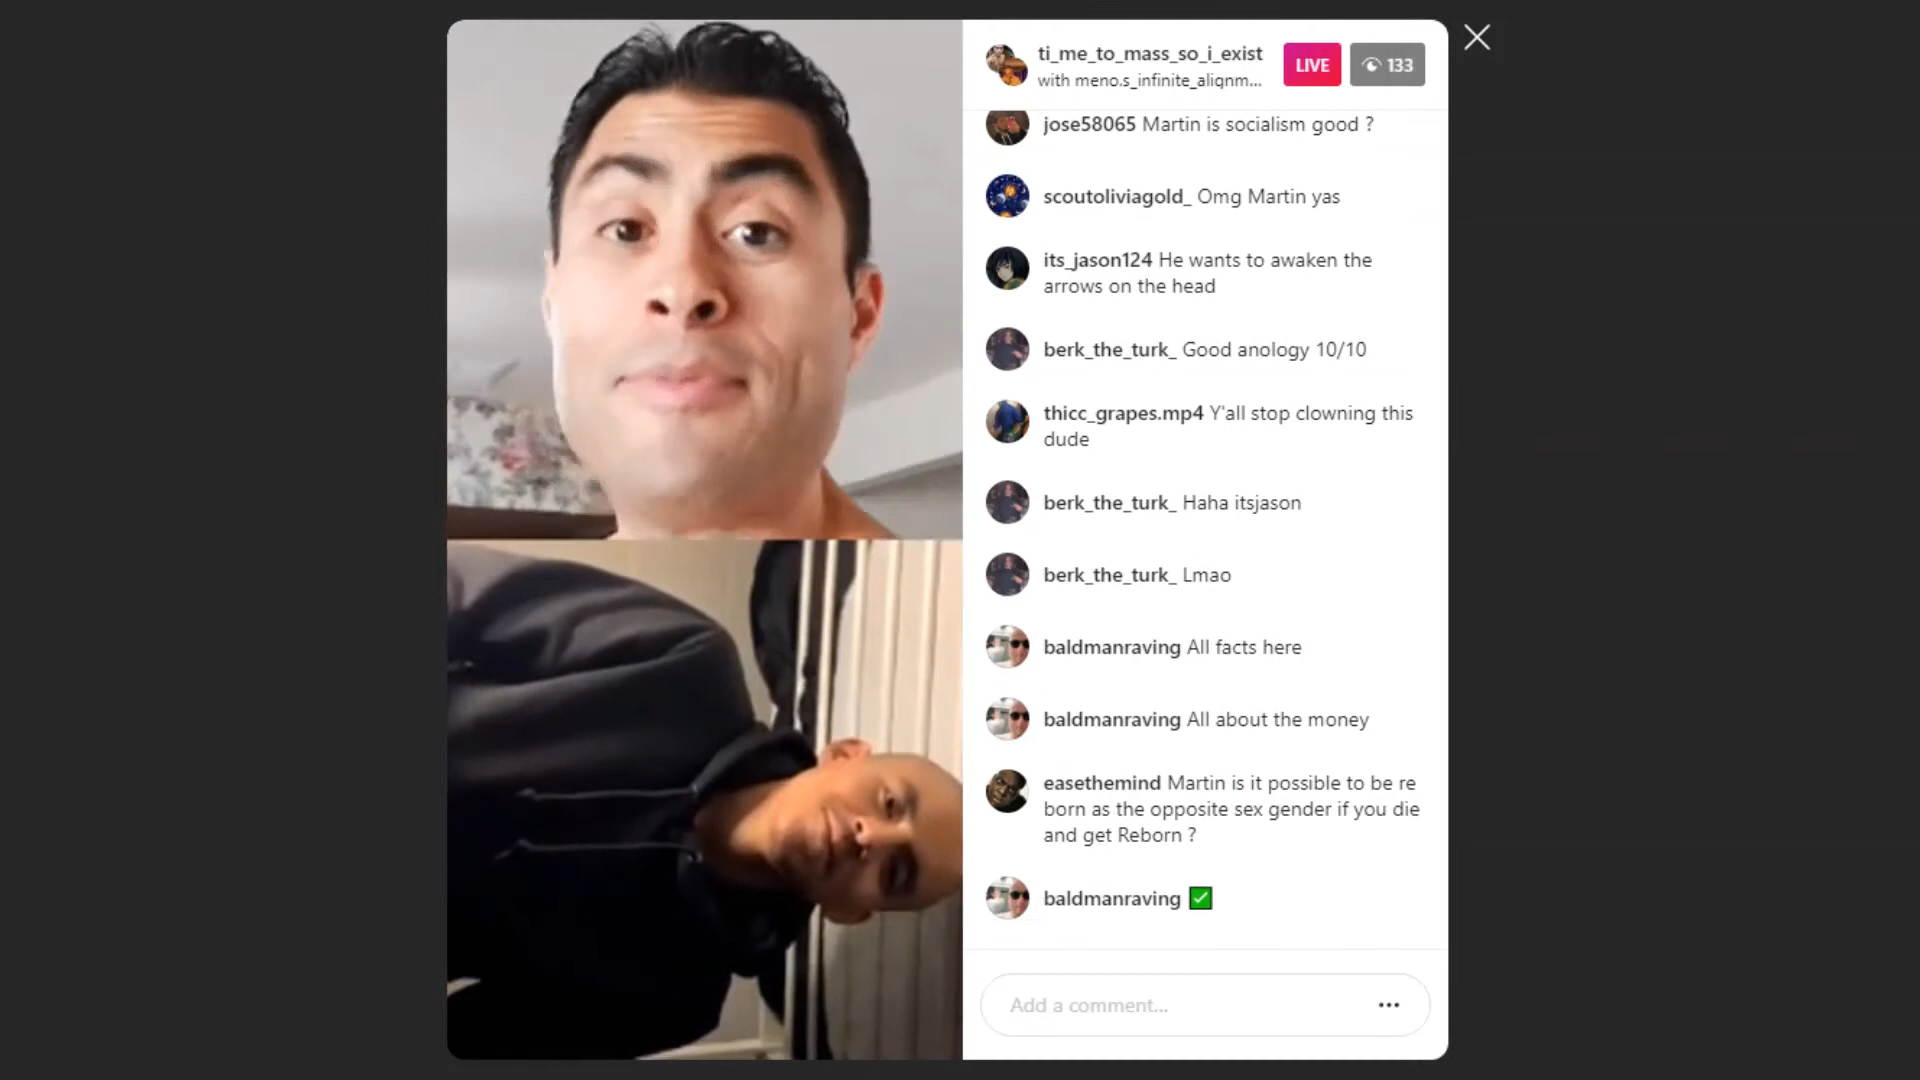 ti_me_to_mass_so_i_exist
with meno.s_infinite_alignm...
LIVE
133
jose58065 Martin is socialism good ?
scoutoliviagold_ Omg Martin yas
its_jason124 He wants to awaken the
arrows on the head
berk_the_turk_ Good anology 10/10
thicc_grapes.mp4 Y'all stop clowning this
dude
berk_the_turk_ Haha itsjason
berk_the_turk_ Lmao
baldmanraving All facts here
baldmanraving All about the money
easethemind Martin is it possible to be re
born as the opposite sex gender if you die
and get Reborn ?
baldmanraving ✅
Add a comment...